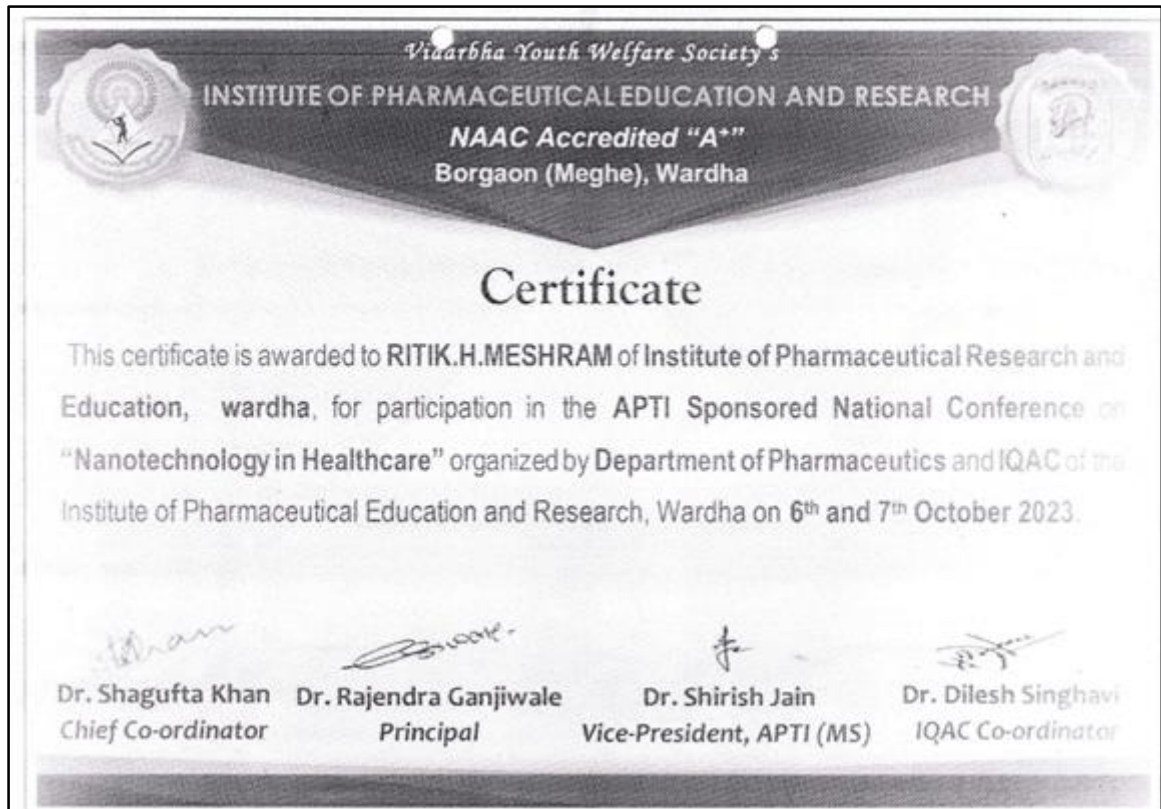 Vidarbha Youth Welfare Society's
INSTITUTE OF PHARMACEUTICAL EDUCATION AND RESEARCH
NAAC Accredited "A+"
Borgaon (Meghe), Wardha
Certificate
This certificate is awarded to RITIK.H.MESHRAM of Institute of Pharmaceutical Research and
Education, wardha, for participation in the APTI Sponsored National Conference on
"Nanotechnology in Healthcare" organized by Department of Pharmaceutics and IQAC of the
Institute of Pharmaceutical Education and Research, Wardha on 6th and 7th October 2023.
Dr. Shagufta Khan Dr. Rajendra Ganjiwale Dr. Shirish Jain Dr. Dilesh Singhavi
Chief Co-ordinator Principal Vice-President, APTI (MS) IQAC Co-ordinator